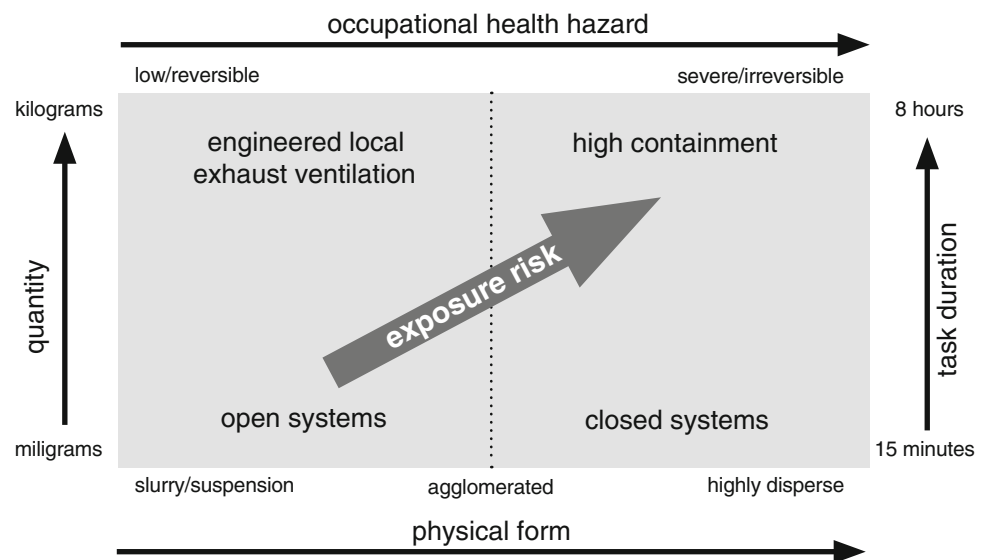 occupational health hazard
low/reversible
severe/irreversible
kilograms
8 hours
engineered local
exhaust ventilation
high containment
quantity
exposure risk
task duration
open systems
closed systems
miligrams
15 minutes
slurry/suspension
agglomerated
highly disperse
physical form